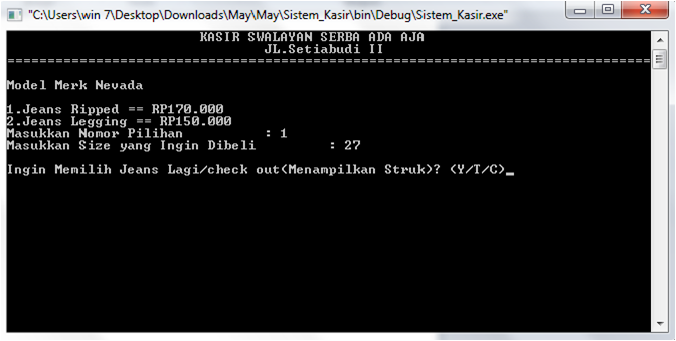 "C:\Users\win 7\Desktop\Downloads\May\May\Sistem_Kasir\bin\Debug\Sistem_Kasir.exe"
KASIR SWALAYAN SERBA ADA AJA
JL.Setiabudi II
================================================================================
Model Merk Nevada
1.Jeans Ripped == RP170.000
2.Jeans Legging == RP150.000
Masukkan Nomor Pilihan : 1
Masukkan Size yang Ingin Dibeli : 27
Ingin Memilih Jeans Lagi/check out(Menampilkan Struk)? (Y/T/C)_